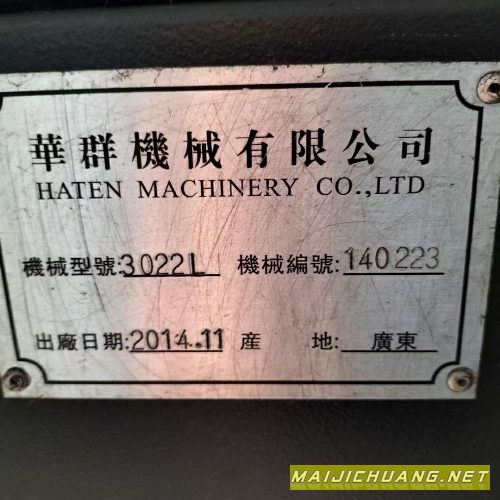 華群機械有限公司
HATEN MACHINERY CO.,LTD
機械型號:3022L 機械編號:140223
出廠日期:2014.11 産 地:廣東
MAIJICHUANG.NET